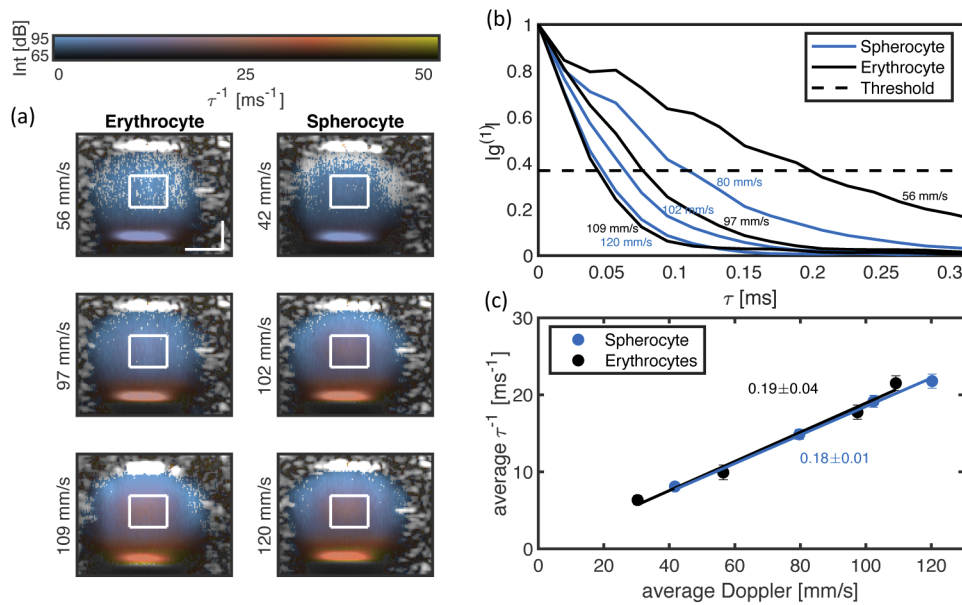 Int [dB]
95
65
0
25
50
τ⁻¹ [ms⁻¹]
(a)
Erythrocyte
Spherocyte
56 mm/s
42 mm/s
97 mm/s
102 mm/s
109 mm/s
120 mm/s
(b)
|g⁽¹⁾|
1
0.8
0.6
0.4
0.2
0
Spherocyte
Erythrocyte
Threshold
80 mm/s
56 mm/s
102 mm/s
97 mm/s
109 mm/s
120 mm/s
0
0.05
0.1
0.15
0.2
0.25
0.3
τ [ms]
(c)
average τ⁻¹ [ms⁻¹]
30
20
10
0
Spherocyte
Erythrocytes
0.19±0.04
0.18±0.01
0
20
40
60
80
100
120
average Doppler [mm/s]